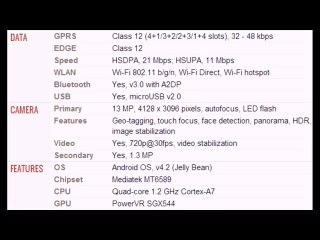 DATA GPRS Class 12 (4+1/3+2/2+3/1+4 slots), 32 - 48 kbps
EDGE Class 12
Speed HSDPA, 21 Mbps; HSUPA, 11 Mbps
WLAN Wi-Fi 802.11 b/g/n, Wi-Fi Direct, Wi-Fi hotspot
Bluetooth Yes, v3.0 with A2DP
USB Yes, microUSB v2.0
CAMERA Primary 13 MP, 4128 x 3096 pixels, autofocus, LED flash
Features Geo-tagging, touch focus, face detection, panorama, HDR,
image stabilization
Video Yes, 720p@30fps, video stabilization
Secondary Yes, 1.3 MP
FEATURES OS Android OS, v4.2 (Jelly Bean)
Chipset Mediatek MT6589
CPU Quad-core 1.2 GHz Cortex-A7
GPU PowerVR SGX544